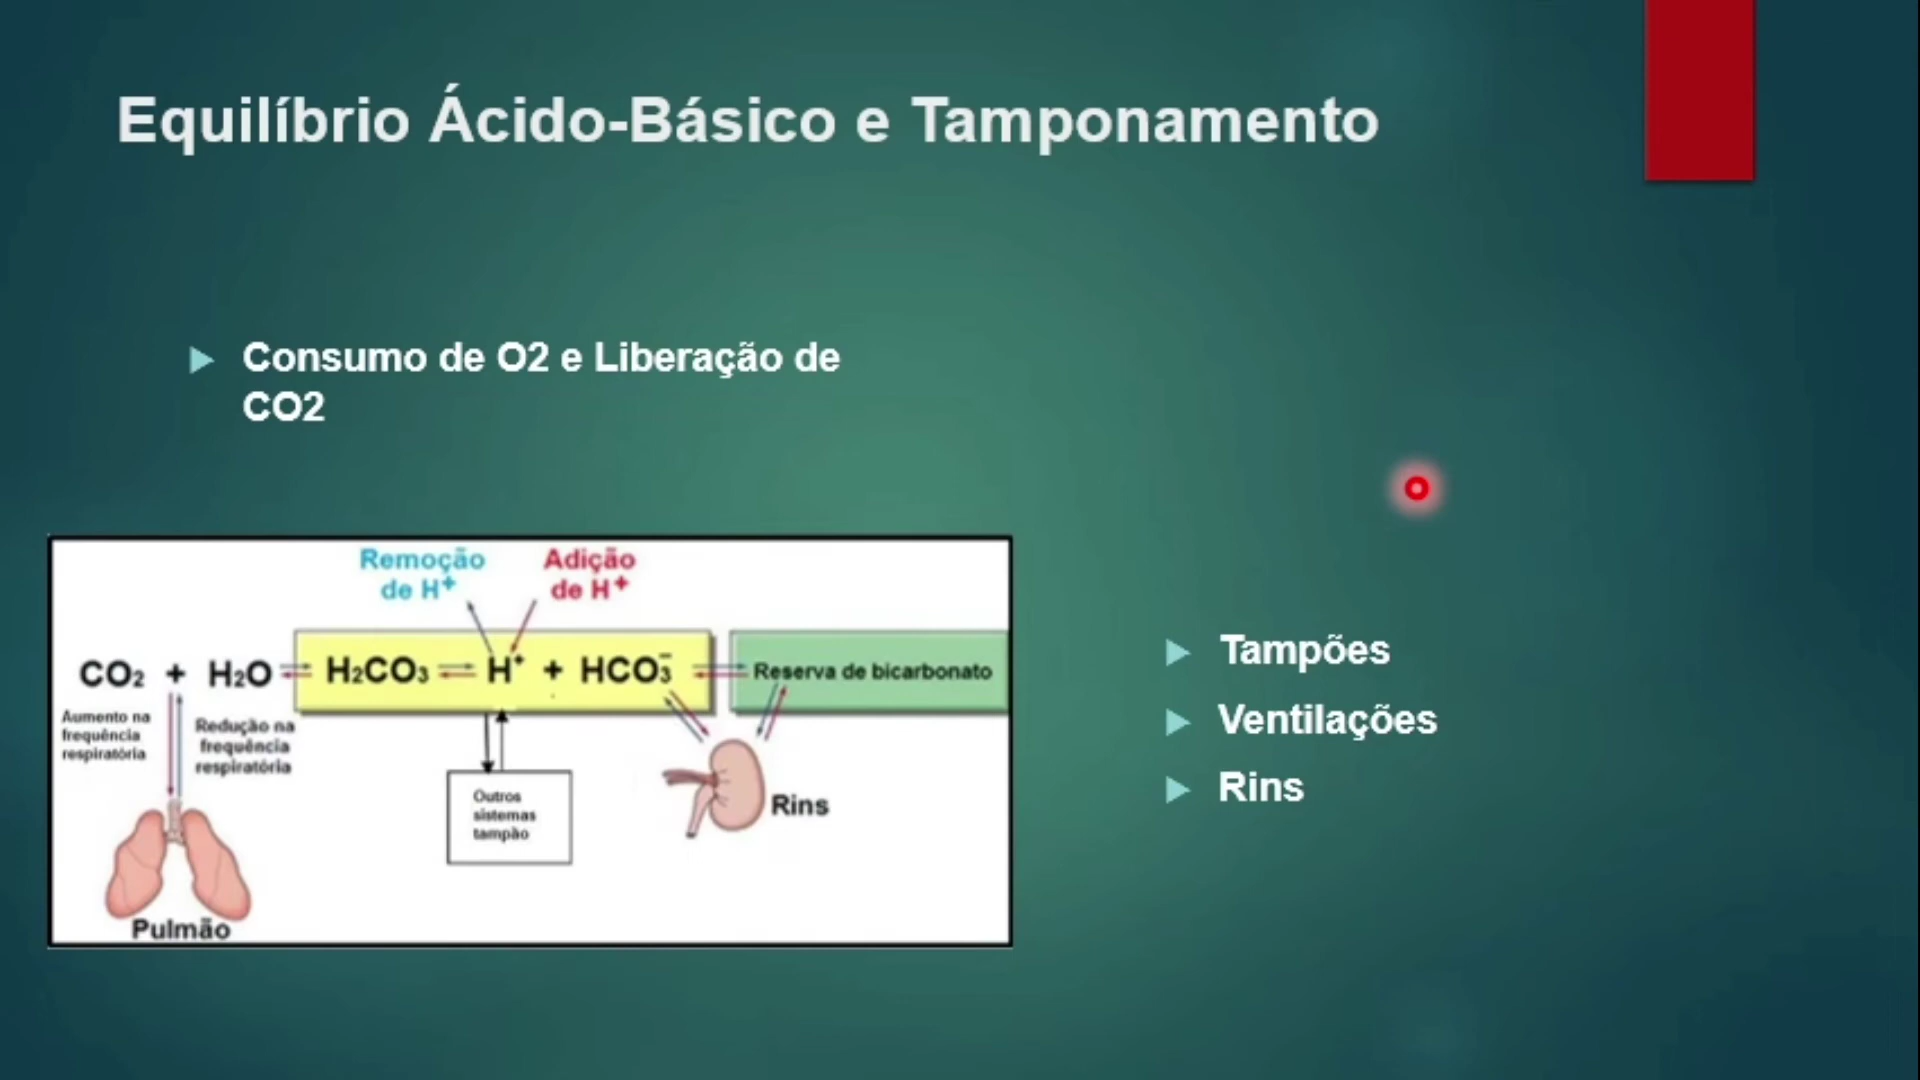 Equilíbrio Ácido-Básico e Tamponamento
Consumo de O2 e Liberação de
CO2
Remoção
de H⁺
Adição
de H⁺
CO₂ + H₂O ⇌ H₂CO₃ ⇌ H⁺ + HCO₃⁻ ⇌ Reserva de bicarbonato
Aumento na
frequência
respiratória
Redução na
frequência
respiratória
Outros
sistemas
tampão
Rins
Pulmão
Tampões
Ventilações
Rins